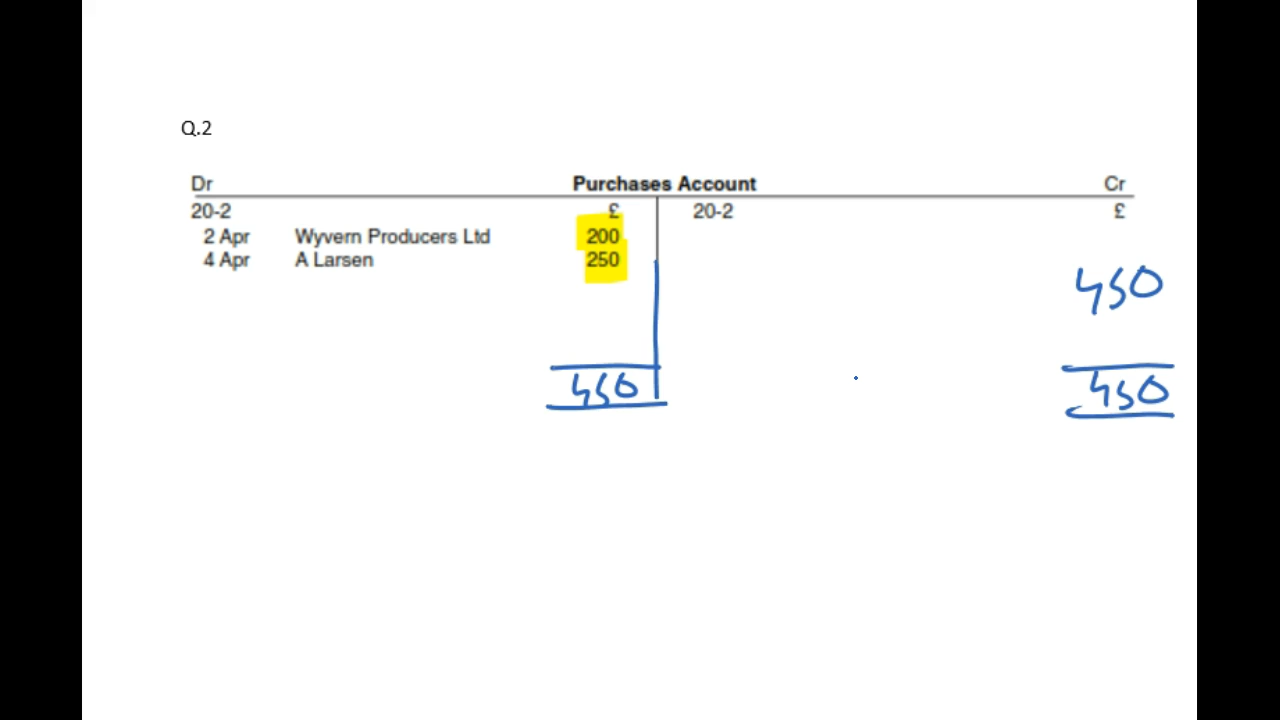 Q.2
Dr Purchases Account Cr
20-2 £ 20-2 £
2 Apr Wyvern Producers Ltd 200
4 Apr A Larsen 250
450
450 450